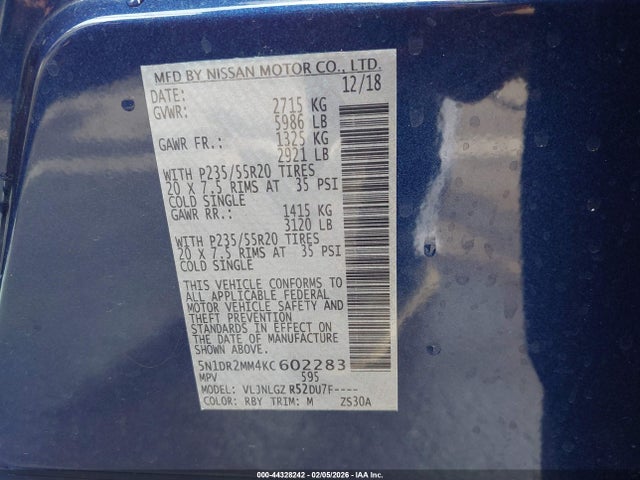 MFD BY NISSAN MOTOR CO., LTD.
DATE: 12/18
GVWR: 2715 KG
5986 LB
GAWR FR.: 1325 KG
2921 LB
WITH P235/55R20 TIRES
20 X 7.5 RIMS AT 35 PSI
COLD SINGLE
GAWR RR.: 1415 KG
3120 LB
WITH P235/55R20 TIRES
20 X 7.5 RIMS AT 35 PSI
COLD SINGLE
THIS VEHICLE CONFORMS TO
ALL APPLICABLE FEDERAL
MOTOR VEHICLE SAFETY AND
THEFT PREVENTION
STANDARDS IN EFFECT ON
THE DATE OF MANUFACTURE
SHOWN ABOVE.
5N1DR2MM4KC602283
MPV 595
MODEL: VLJNLGZ R52DU7F----
COLOR: RBY TRIM: M ZS30A
000-44328242 - 02/05/2026 - IAA Inc.